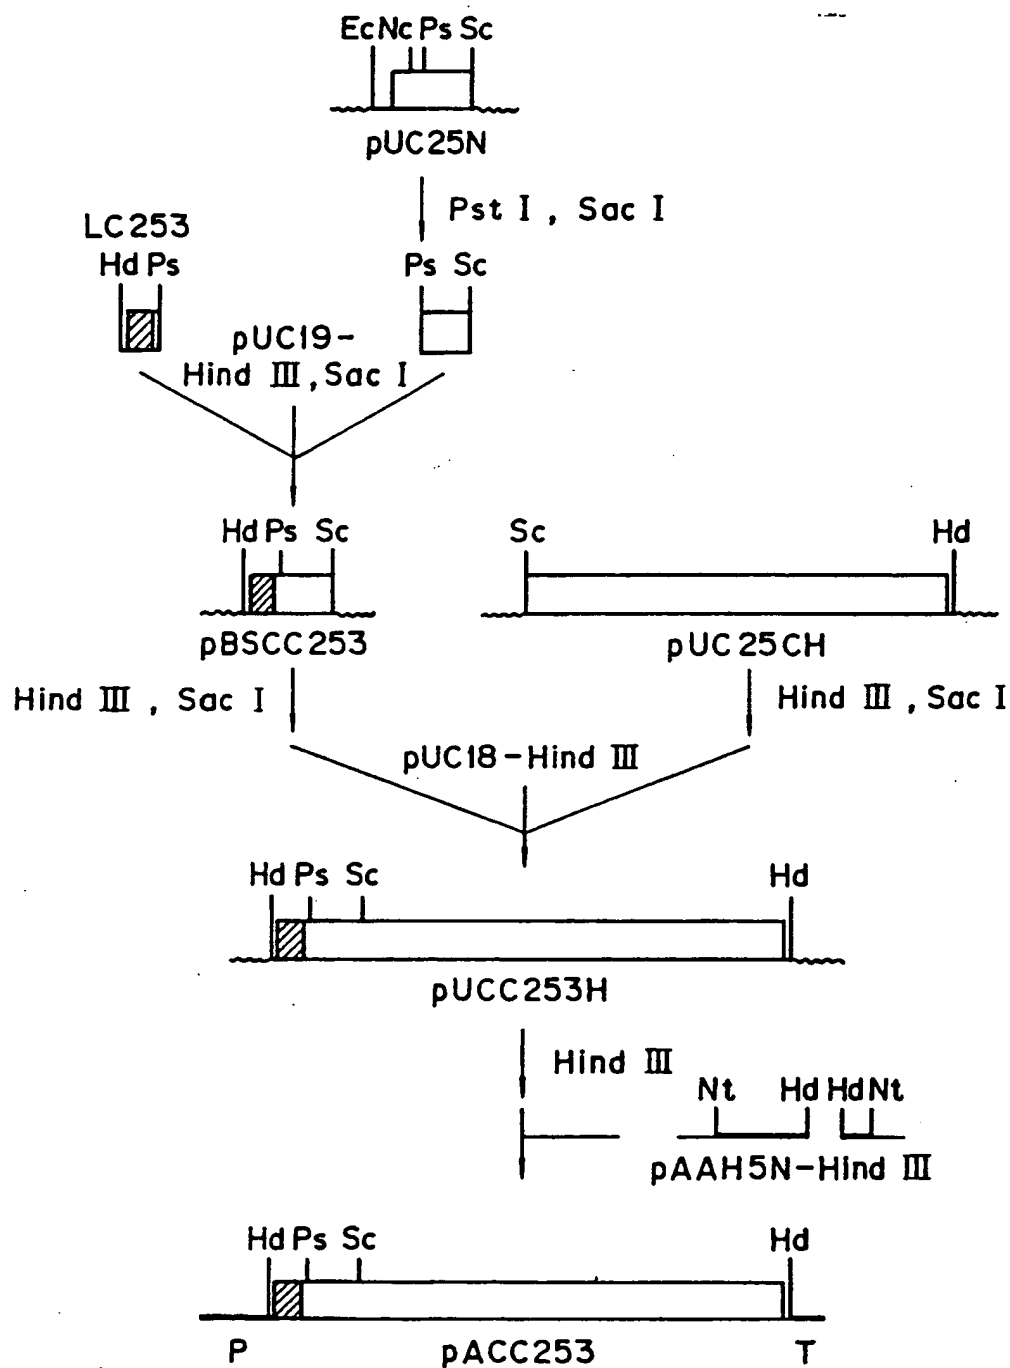 Ec Nc Ps Sc
pUC25N
Pst I , Sac I
LC253
Hd Ps
Ps Sc
pUC19-
Hind III , Sac I
Hd Ps Sc
Sc Hd
pBSCC253
pUC25CH
Hind III , Sac I
Hind III , Sac I
pUC18-Hind III
Hd Ps Sc Hd
pUCC253H
Hind III
Nt Hd Hd Nt
pAAH5N-Hind III
Hd Ps Sc Hd
P pACC253 T